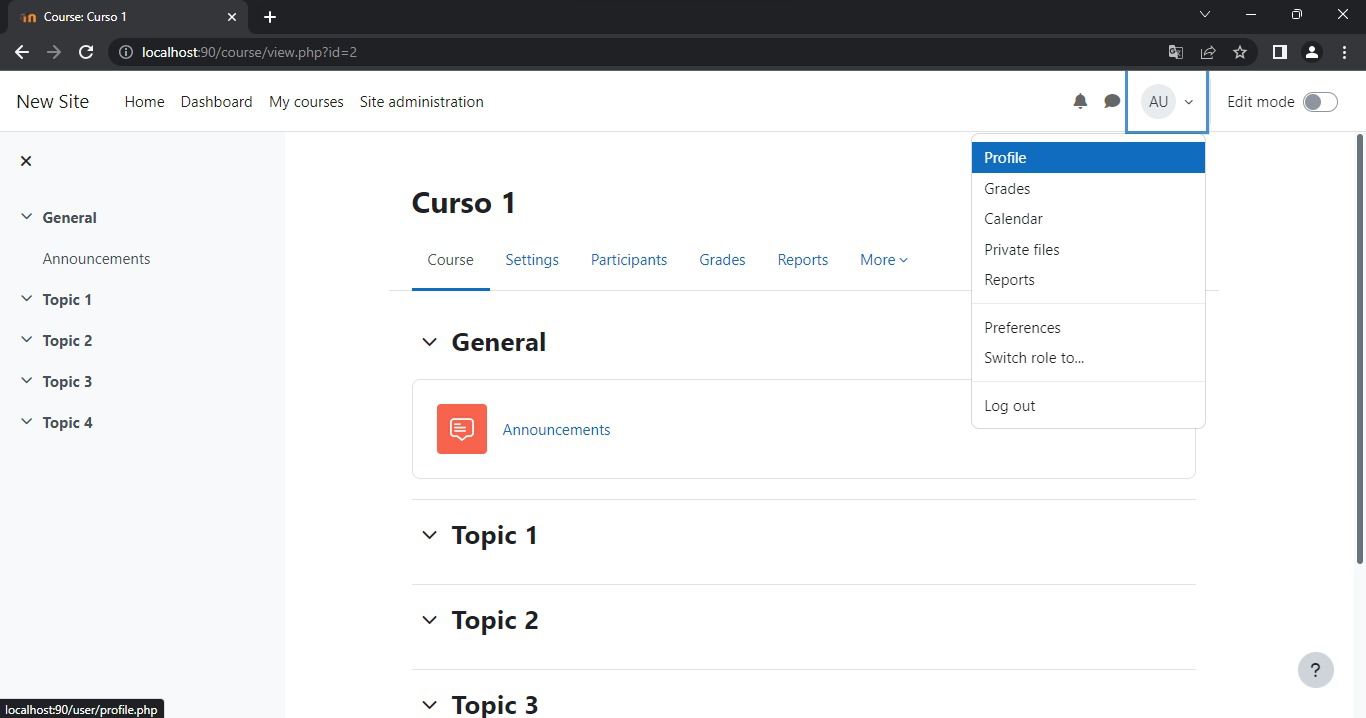 Course: Curso 1
localhost:90/course/view.php?id=2
New Site Home Dashboard My courses Site administration AU Edit mode
General
Announcements
Topic 1
Topic 2
Topic 3
Topic 4
Curso 1
Course Settings Participants Grades Reports More
General
Announcements
Topic 1
Topic 2
Topic 3
Profile
Grades
Calendar
Private files
Reports
Preferences
Switch role to...
Log out
?
localhost:90/user/profile.php